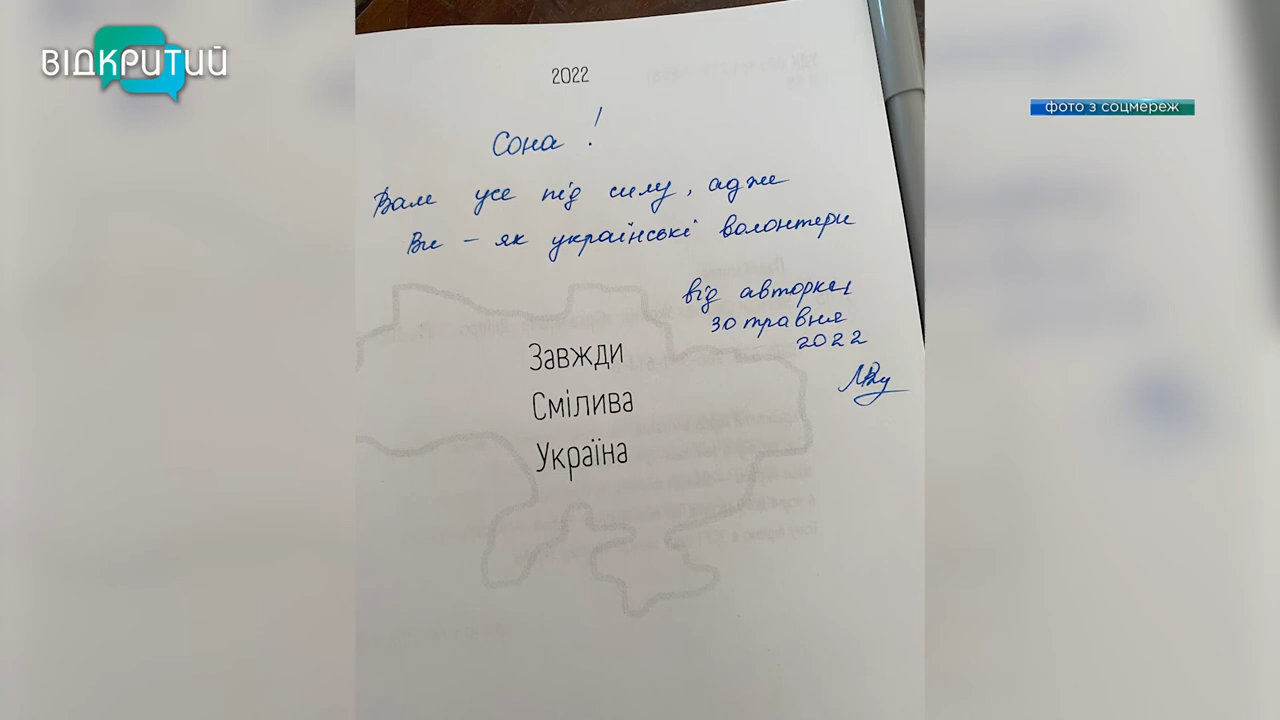 ВІДКРИТИЙ
фото з соцмереж
2022
Сона!
Вам усе під силу, адже
Ви – як українські волонтери
від авторки
30 травня
2022
Завжди
Смілива
Україна